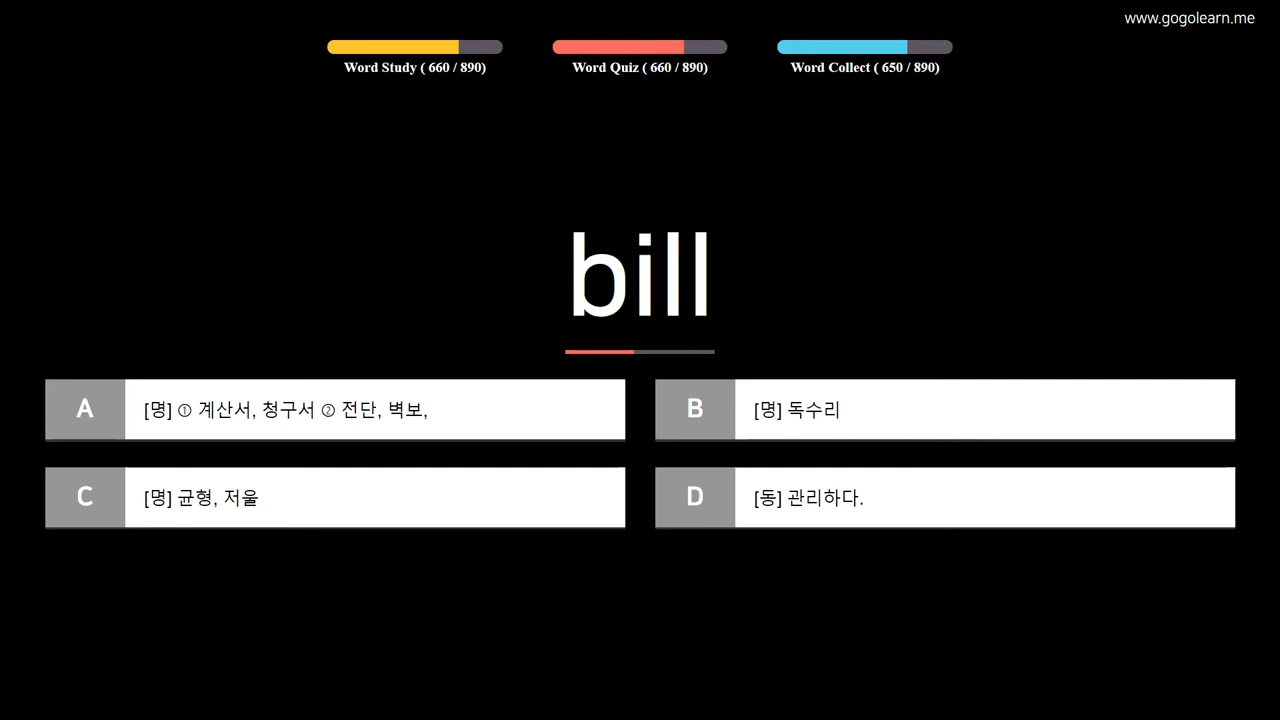 www.gogolearn.me
Word Study ( 660 / 890)
Word Quiz ( 660 / 890)
Word Collect ( 650 / 890)
bill
A [명] ① 계산서, 청구서 ② 전단, 벽보,
B [명] 독수리
C [명] 균형, 저울
D [동] 관리하다.